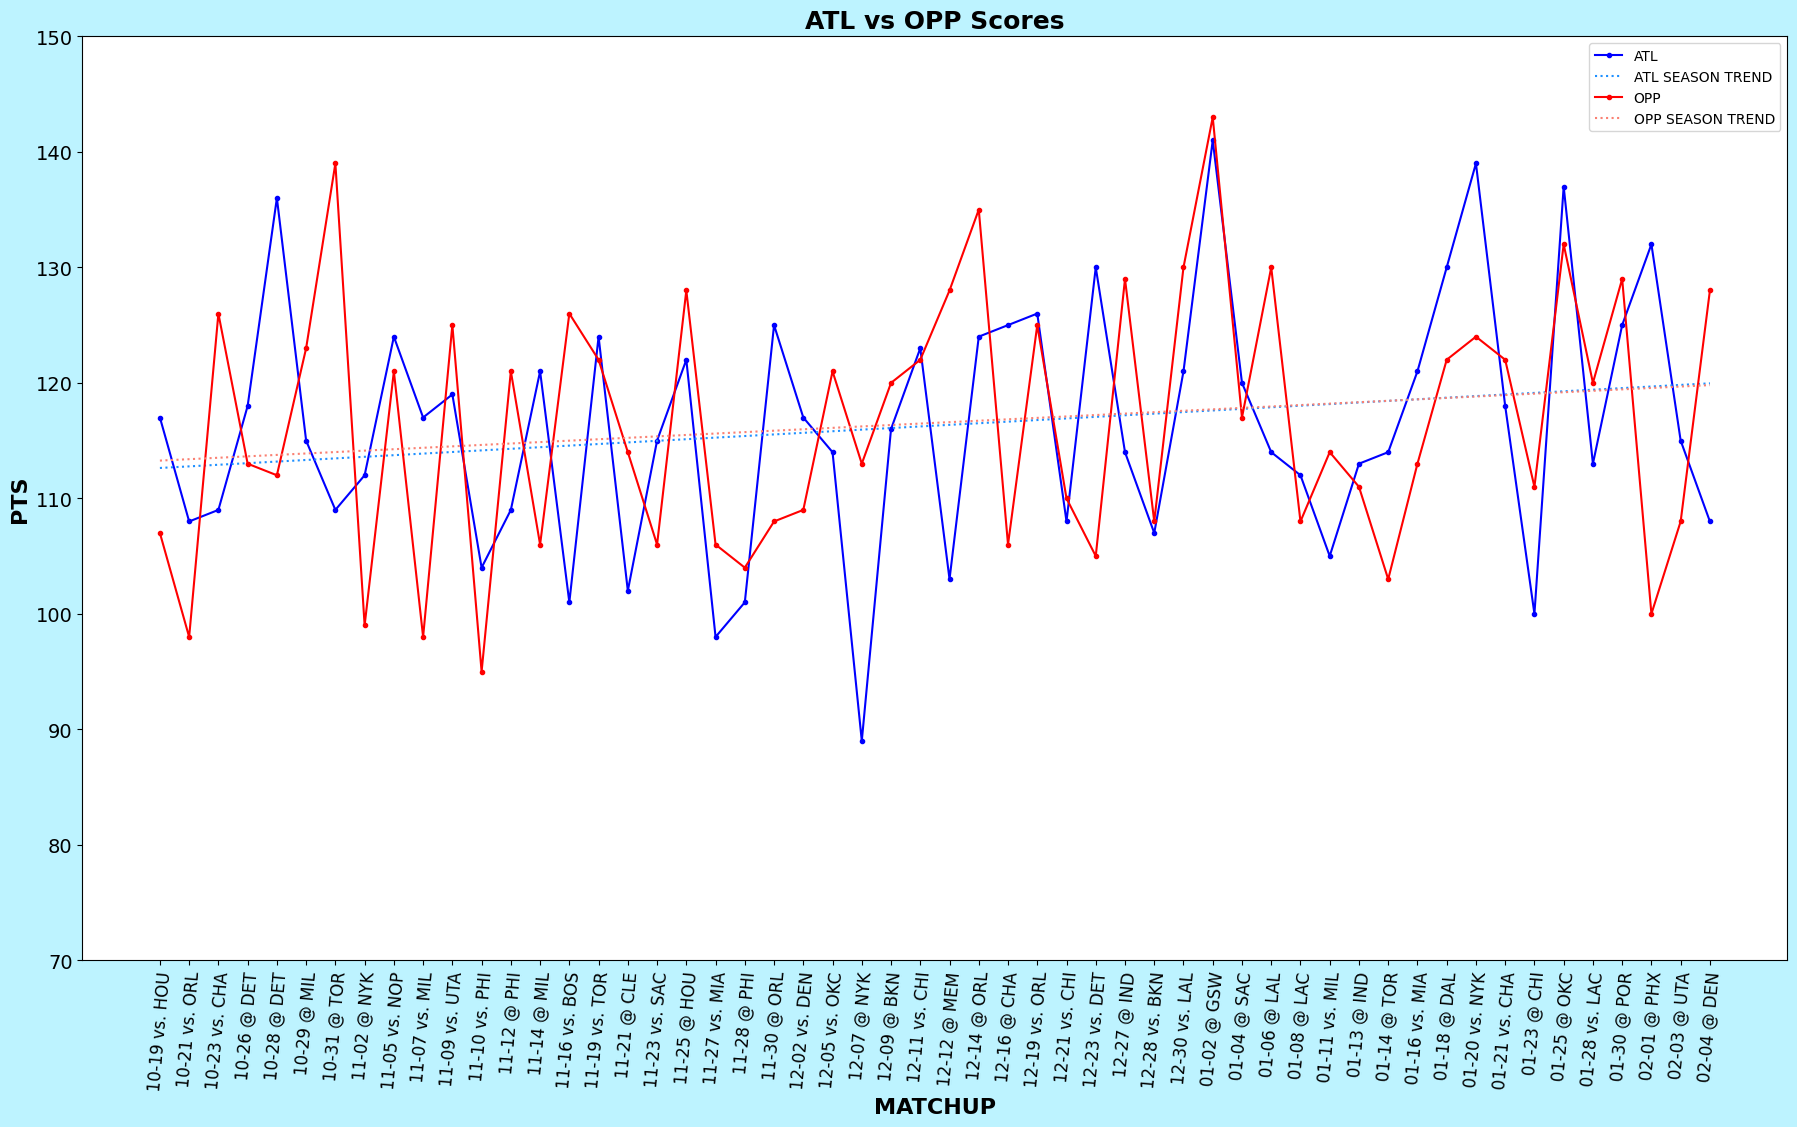 ATL vs OPP Scores
150
140
130
120
110
100
90
80
70
PTS
ATL
ATL SEASON TREND
OPP
OPP SEASON TREND
10-19 vs. HOU
10-21 vs. ORL
10-23 vs. CHA
10-26 @ DET
10-28 @ DET
10-29 @ MIL
10-31 @ TOR
11-02 @ NYK
11-05 vs. NOP
11-07 vs. MIL
11-09 vs. UTA
11-10 vs. PHI
11-12 @ PHI
11-14 @ MIL
11-16 vs. BOS
11-19 vs. TOR
11-21 @ CLE
11-23 vs. SAC
11-25 @ HOU
11-27 vs. MIA
11-28 @ PHI
11-30 @ ORL
12-02 vs. DEN
12-05 vs. OKC
12-07 @ NYK
12-09 @ BKN
12-11 vs. CHI
12-12 @ MEM
12-14 @ ORL
12-16 @ CHA
12-19 vs. ORL
12-21 vs. CHI
12-23 vs. DET
12-27 @ IND
12-28 vs. BKN
12-30 vs. LAL
01-02 @ GSW
01-04 @ SAC
01-06 @ LAL
01-08 @ LAC
01-11 vs. MIL
01-13 @ IND
01-14 @ TOR
01-16 vs. MIA
01-18 @ DAL
01-20 vs. NYK
01-21 vs. CHA
01-23 @ CHI
01-25 @ OKC
01-28 vs. LAC
01-30 @ POR
02-01 @ PHX
02-03 @ UTA
02-04 @ DEN
MATCHUP